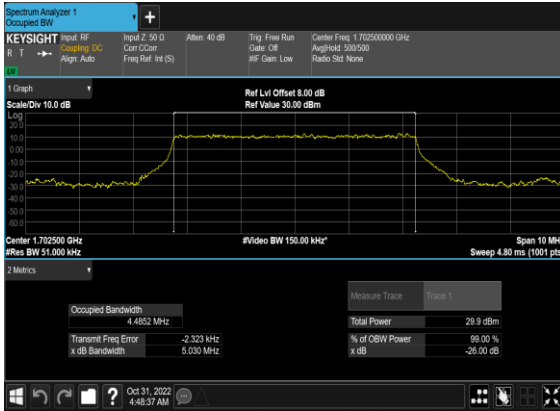 Spectrum Analyzer 1
Occupied BW
KEYSIGHT
R T
LXI
Input: RF
Coupling: DC
Align: Auto
Input Z: 50 Ω
Corr CCorr
Freq Ref: Int (S)
Atten: 40 dB
Trig: Free Run
Gate: Off
#IF Gain: Low
Center Freq: 1.702500000 GHz
Avg|Hold: 500/500
Radio Std: None
1 Graph
Scale/Div 10.0 dB
Ref Lvl Offset 8.00 dB
Ref Value 30.00 dBm
Log
20.0
10.0
0.00
-10.0
-20.0
-30.0
-40.0
-50.0
-60.0
Center 1.702500 GHz
#Res BW 51.000 kHz
#Video BW 150.00 kHz*
Span 10 MH
Sweep 4.80 ms (1001 pts
2 Metrics
Measure Trace Trace 1
Occupied Bandwidth
4.4852 MHz
Total Power 29.9 dBm
Transmit Freq Error -2.323 kHz
% of OBW Power 99.00 %
x dB Bandwidth 5.030 MHz
x dB -26.00 dB
?
Oct 31, 2022
4:48:37 AM